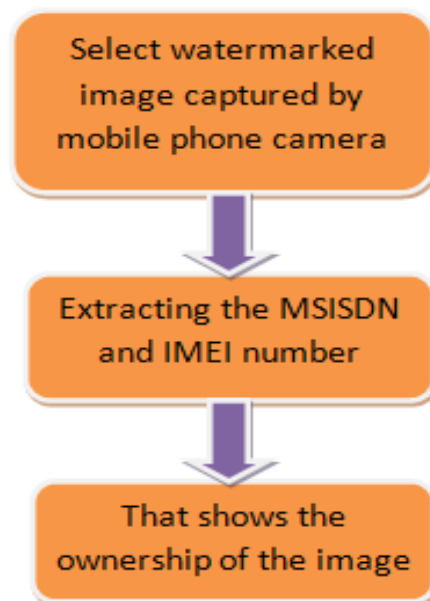 Select watermarked
image captured by
mobile phone camera
Extracting the MSISDN
and IMEI number
That shows the
ownership of the image